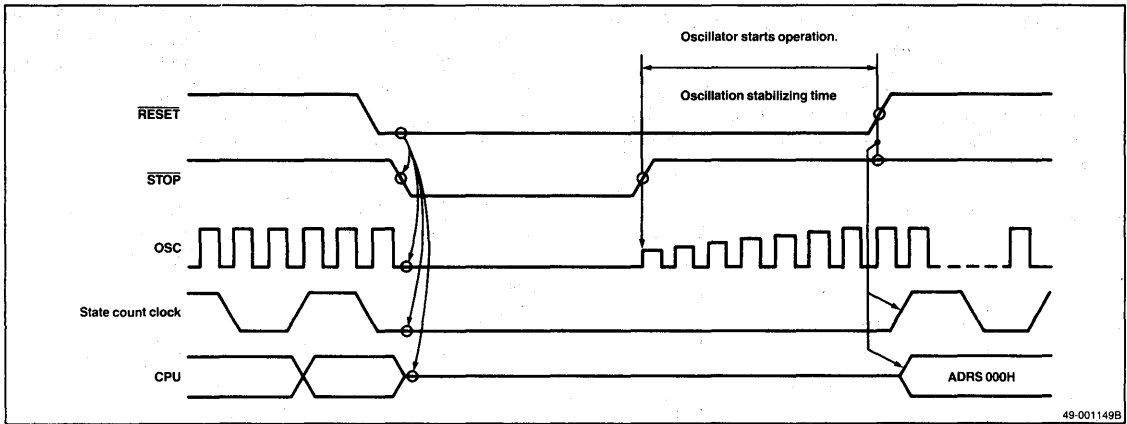 Oscillator starts operation.
Oscillation stabilizing time
RESET
STOP
OSC
State count clock
CPU
ADRS 000H
49-001149B